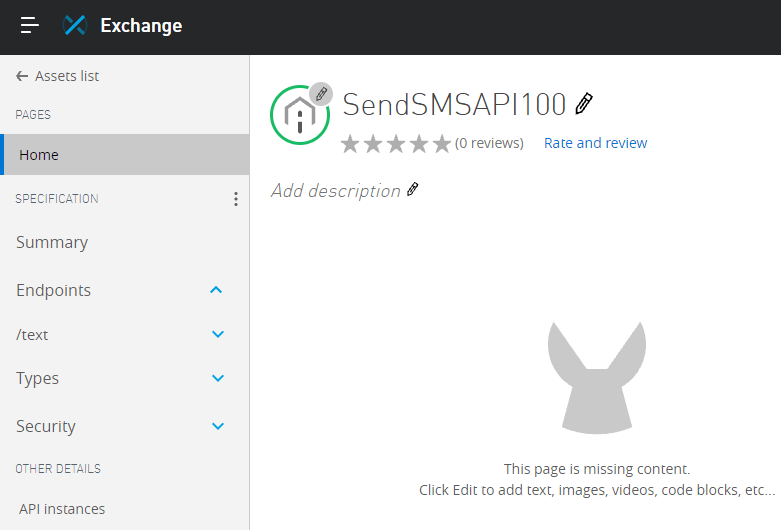 Exchange
Assets list
PAGES
Home
SPECIFICATION
Summary
Endpoints
/text
Types
Security
OTHER DETAILS
API instances
SendSMSAPI100
(0 reviews) Rate and review
Add description
This page is missing content.
Click Edit to add text, images, videos, code blocks, etc...